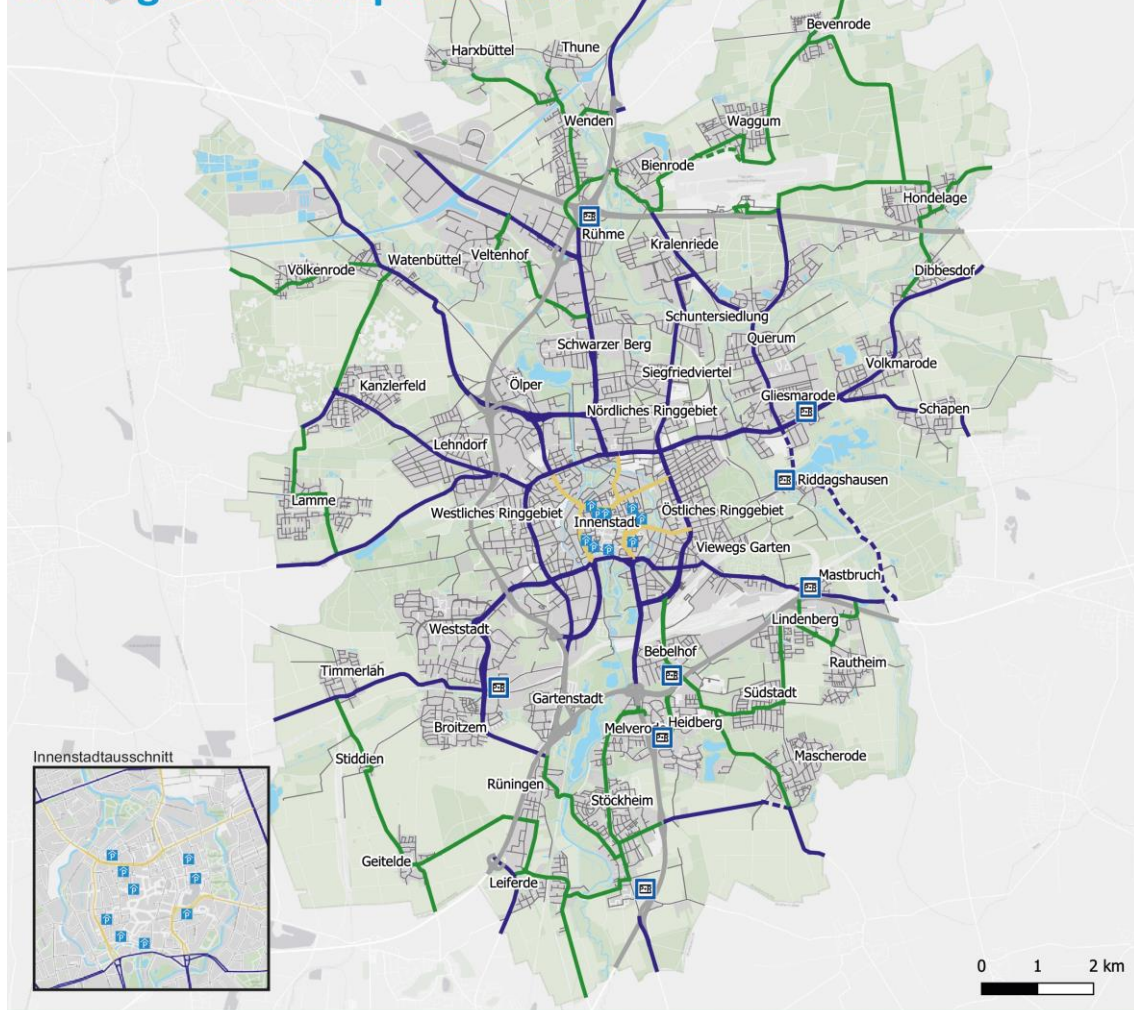 Bevenrode
Harxbüttel
Thune
Wenden
Waggum
Bienrode
Hondelage
Rühme
Kralenriede
Veltenhof
Watenbüttel
Völkenrode
Dibbesdof
Schuntersiedlung
Querum
Schwarzer Berg
Volkmarode
Siegfriedviertel
Kanzlerfeld
Ölper
Gliesmarode
Nördliches Ringgebiet
Schapen
Lehndorf
Riddagshausen
Lamme
Westliches Ringgebiet
Östliches Ringgebiet
Innenstadt
Viewegs Garten
Mastbruch
Lindenberg
Weststadt
Bebelhof
Rautheim
Timmerlah
Südstadt
Gartenstadt
Heidberg
Broitzem
Melverode
Mascherode
Innenstadtausschnitt
Stiddien
Rüningen
Stöckheim
Geitelde
Leiferde
0 1 2 km